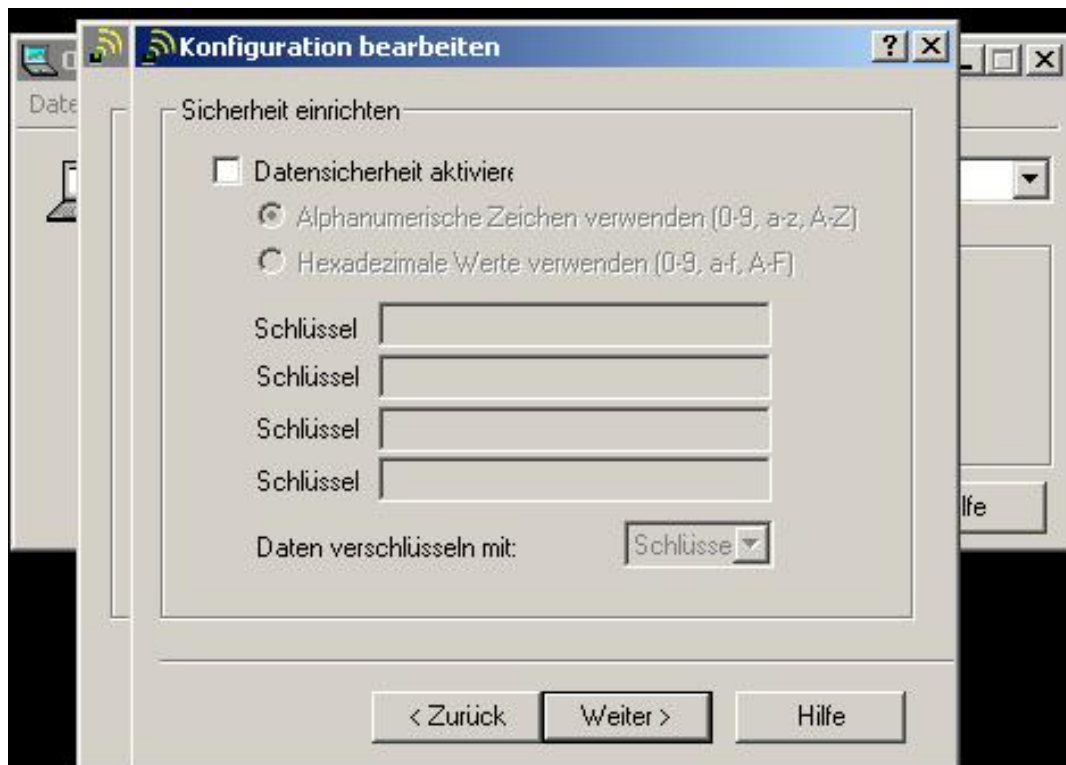 Konfiguration bearbeiten
Date
Sicherheit einrichten
Datensicherheit aktiviere
Alphanumerische Zeichen verwenden (0-9, a-z, A-Z)
Hexadezimale Werte verwenden (0-9, a-f, A-F)
Schlüssel
Schlüssel
Schlüssel
Schlüssel
Daten verschlüsseln mit: Schlüsse
lfe
< Zurück Weiter > Hilfe